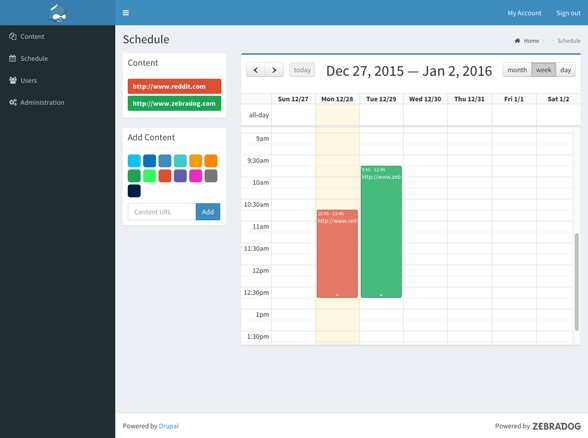 My Account Sign out
Content
Schedule
Users
Administration
Schedule
Home Schedule
Content
http://www.reddit.com
http://www.zebradog.com
Add Content
Content URL Add
today Dec 27, 2015 — Jan 2, 2016 month week day
Sun 12/27 Mon 12/28 Tue 12/29 Wed 12/30 Thu 12/31 Fri 1/1 Sat 1/2
all-day
9am
9:30am
9:45 - 12:45
http://www.zeb
10am
10:30am
10:45 - 12:45
http://www.red
11am
11:30am
12pm
12:30pm
1pm
1:30pm
Powered by Drupal
Powered by ZEBRADOG